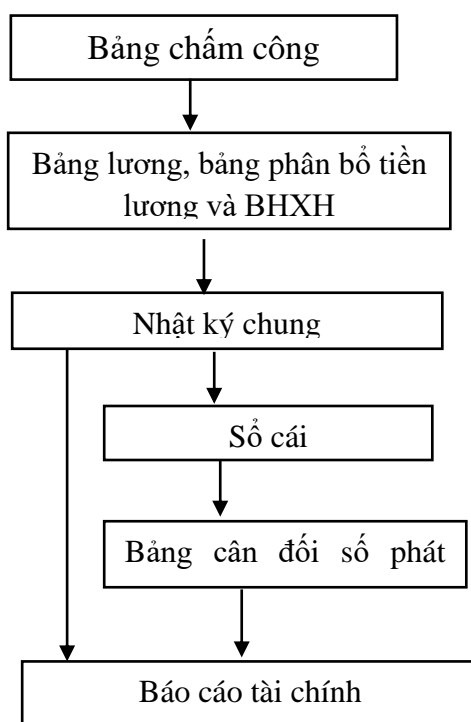 Bảng chấm công
Bảng lương, bảng phân bổ tiền
lương và BHXH
Nhật ký chung
Sổ cái
Bảng cân đối số phát
Báo cáo tài chính